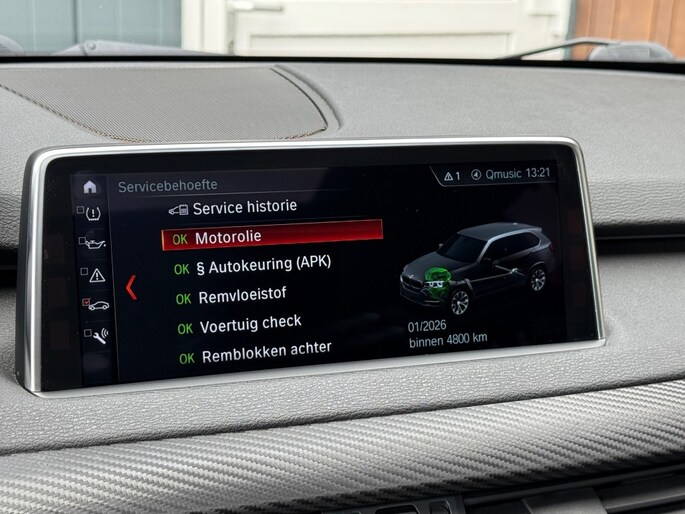 Servicebehoefte
1 Qmusic 13:21
Service historie
OK Motorolie
OK § Autokeuring (APK)
OK Remvloeistof
OK Voertuig check
OK Remblokken achter
01/2026
binnen 4800 km